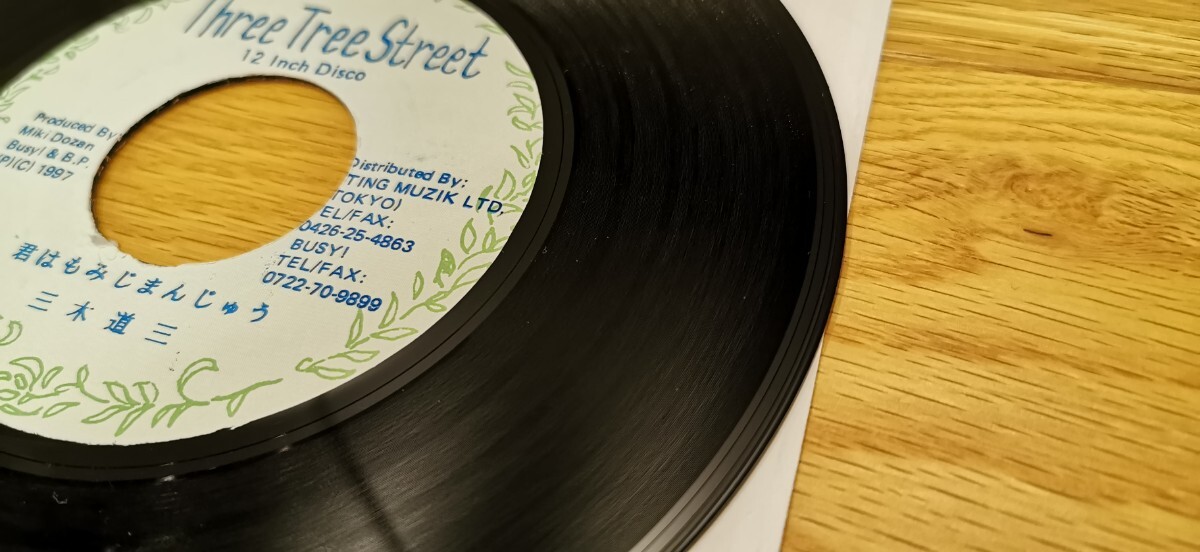 Three Tree Street
12 Inch Disco
Produced By
Miki Dozan
Busy! & B.P.
(P)(C) 1997
Distributed By:
TING MUZIK LTD,
(TOKYO)
TEL/FAX:
0426-25-4863
BUSY!
TEL/FAX:
0722-70-9899
君はもみじまんじゅう
三木道三